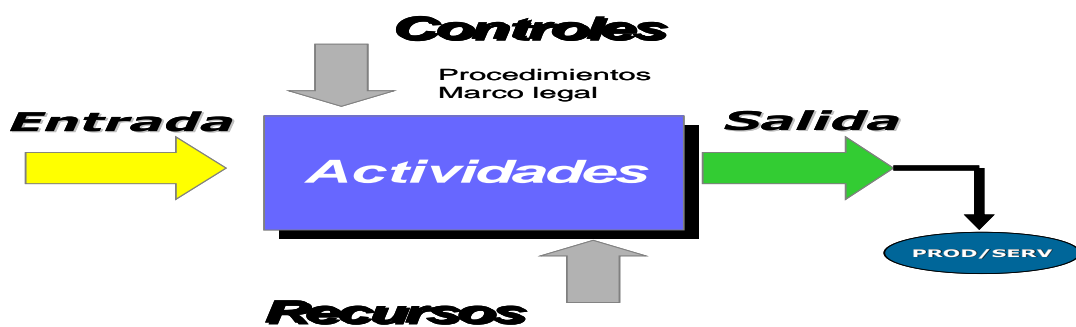 Controles
Procedimientos
Marco legal
Entrada
Salida
Actividades
PROD/SERV
Recursos